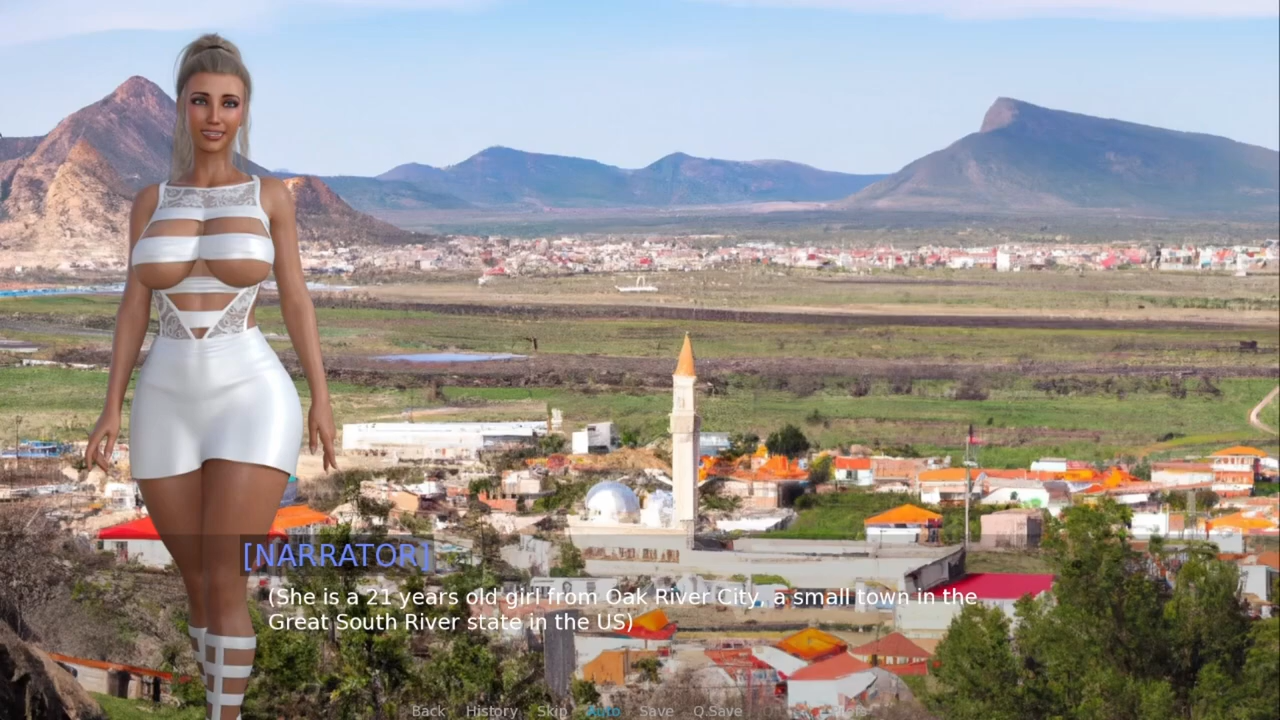 [NARRATOR]
(She is a 21 years old girl from Oak River City, a small town in the
Great South River state in the US)
Back History Skip Auto Save Q.Save